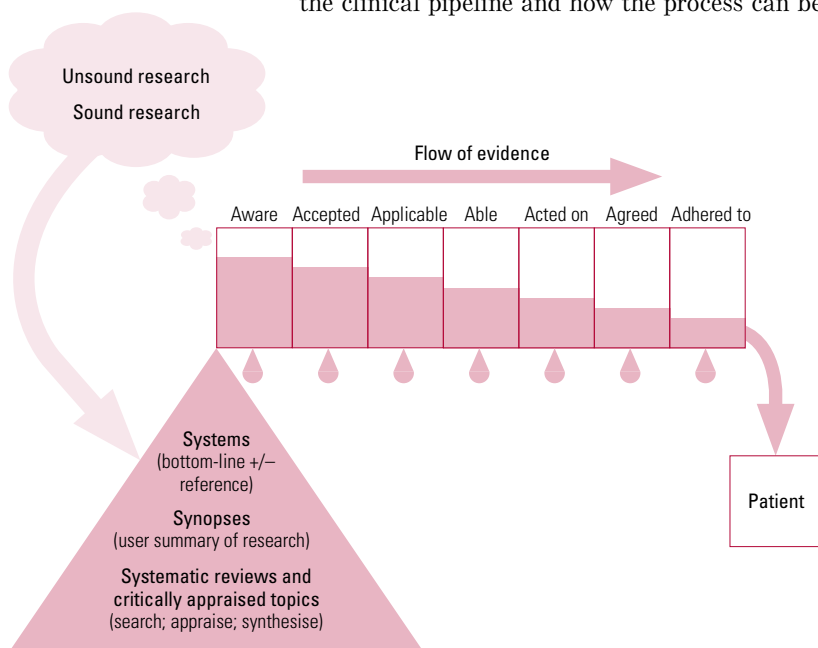 the clinical pipeline and how the process can be
Unsound research
Sound research
Flow of evidence
Aware Accepted Applicable Able Acted on Agreed Adhered to
Systems
(bottom-line +/–
reference)
Synopses
(user summary of research)
Systematic reviews and
critically appraised topics
(search; appraise; synthesise)
Patient